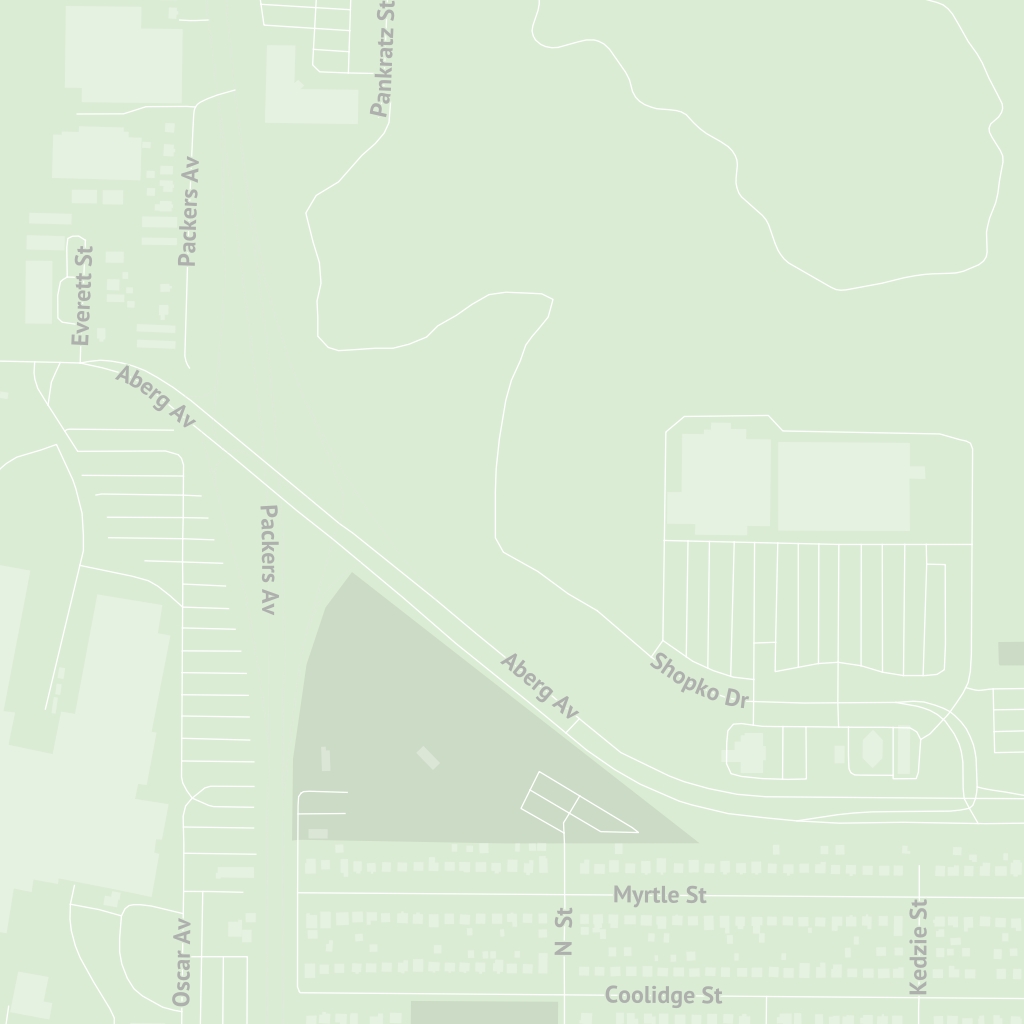 Pankratz St
Packers Av
Everett St
Aberg Av
Packers Av
Aberg Av
Shopko Dr
Myrtle St
N St
Kedzie St
Oscar Av
Coolidge St